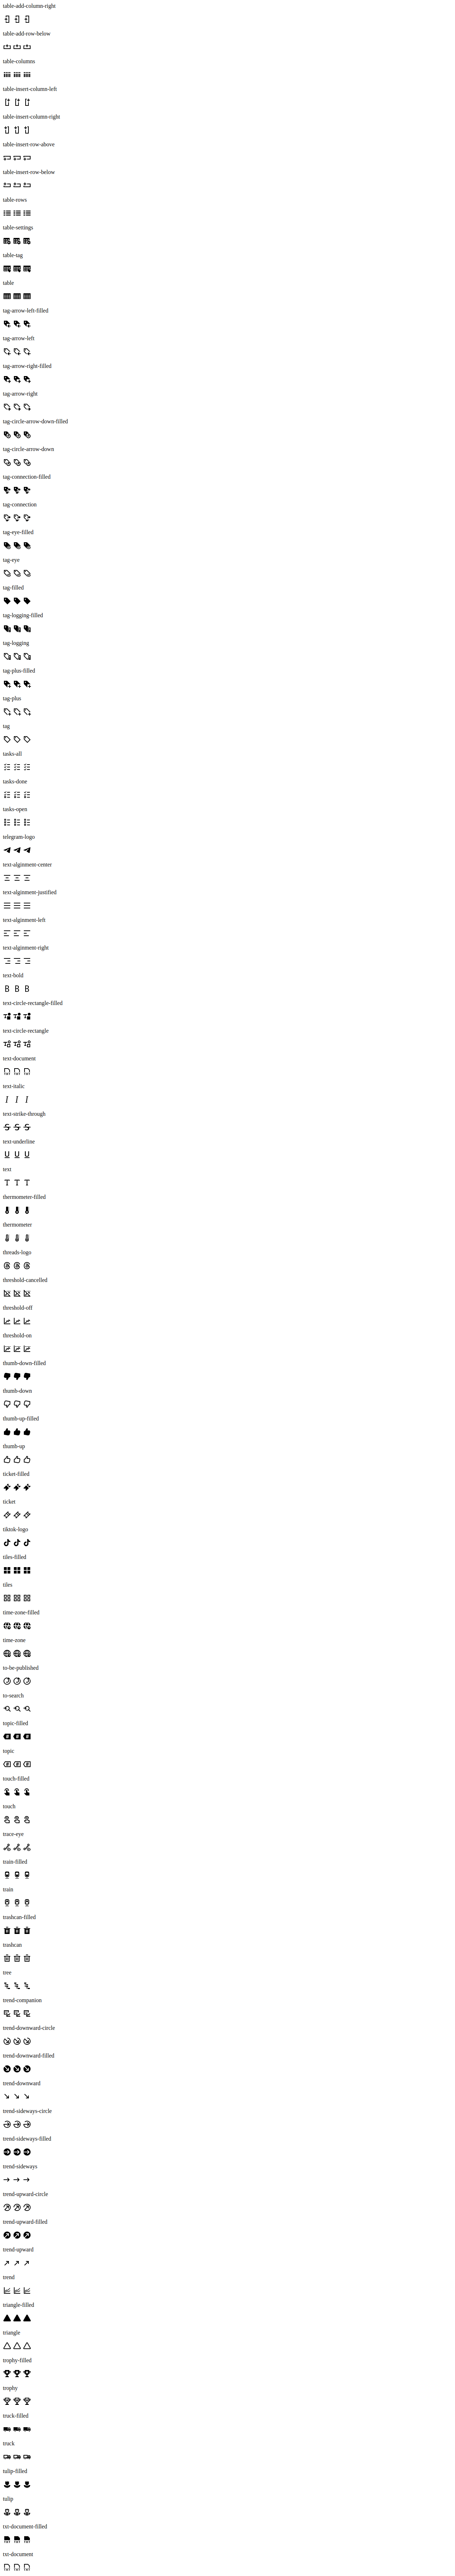 table-add-column-right
table-add-row-below
table-columns
table-insert-column-left
table-insert-column-right
table-insert-row-above
table-insert-row-below
table-rows
table-settings
table-tag
table
tag-arrow-left-filled
tag-arrow-left
tag-arrow-right-filled
tag-arrow-right
tag-circle-arrow-down-filled
tag-circle-arrow-down
tag-connection-filled
tag-connection
tag-eye-filled
tag-eye
tag-filled
tag-logging-filled
tag-logging
tag-plus-filled
tag-plus
tag
tasks-all
tasks-done
tasks-open
telegram-logo
text-alginment-center
text-alginment-justified
text-alginment-left
text-alginment-right
text-bold
text-circle-rectangle-filled
text-circle-rectangle
text-document
text-italic
text-strike-through
text-underline
text
thermometer-filled
thermometer
threads-logo
threshold-cancelled
threshold-off
threshold-on
thumb-down-filled
thumb-down
thumb-up-filled
thumb-up
ticket-filled
ticket
tiktok-logo
tiles-filled
tiles
time-zone-filled
time-zone
to-be-published
to-search
topic-filled
topic
touch-filled
touch
trace-eye
train-filled
train
trashcan-filled
trashcan
tree
trend-companion
trend-downward-circle
trend-downward-filled
trend-downward
trend-sideways-circle
trend-sideways-filled
trend-sideways
trend-upward-circle
trend-upward-filled
trend-upward
trend
triangle-filled
triangle
trophy-filled
trophy
truck-filled
truck
tulip-filled
tulip
txt-document-filled
txt-document